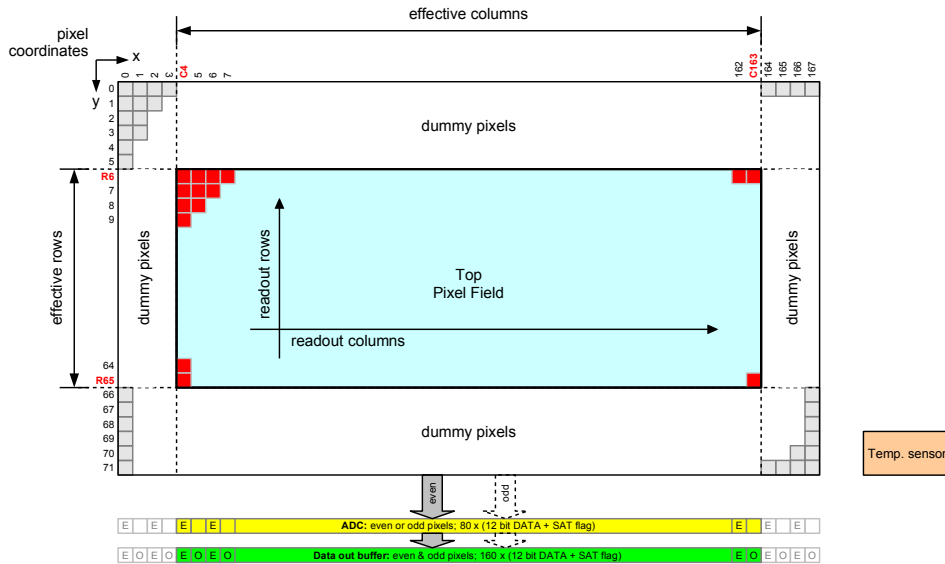 effective columns
pixel
coordinates
x
y
0 1 2 3 C4 5 6 7 162 C163 164 165 166 167
0
1
2
3
4
5
dummy pixels
R6
7
8
9
effective rows
dummy pixels
readout rows
Top
Pixel Field
dummy pixels
readout columns
64
R65
66
67
68
69
70
71
dummy pixels
Temp. sensor
even odd
E E E E ADC: even or odd pixels; 80 x (12 bit DATA + SAT flag) E E E
E O E O E O E O Data out buffer: even & odd pixels; 160 x (12 bit DATA + SAT flag) E O E O E O